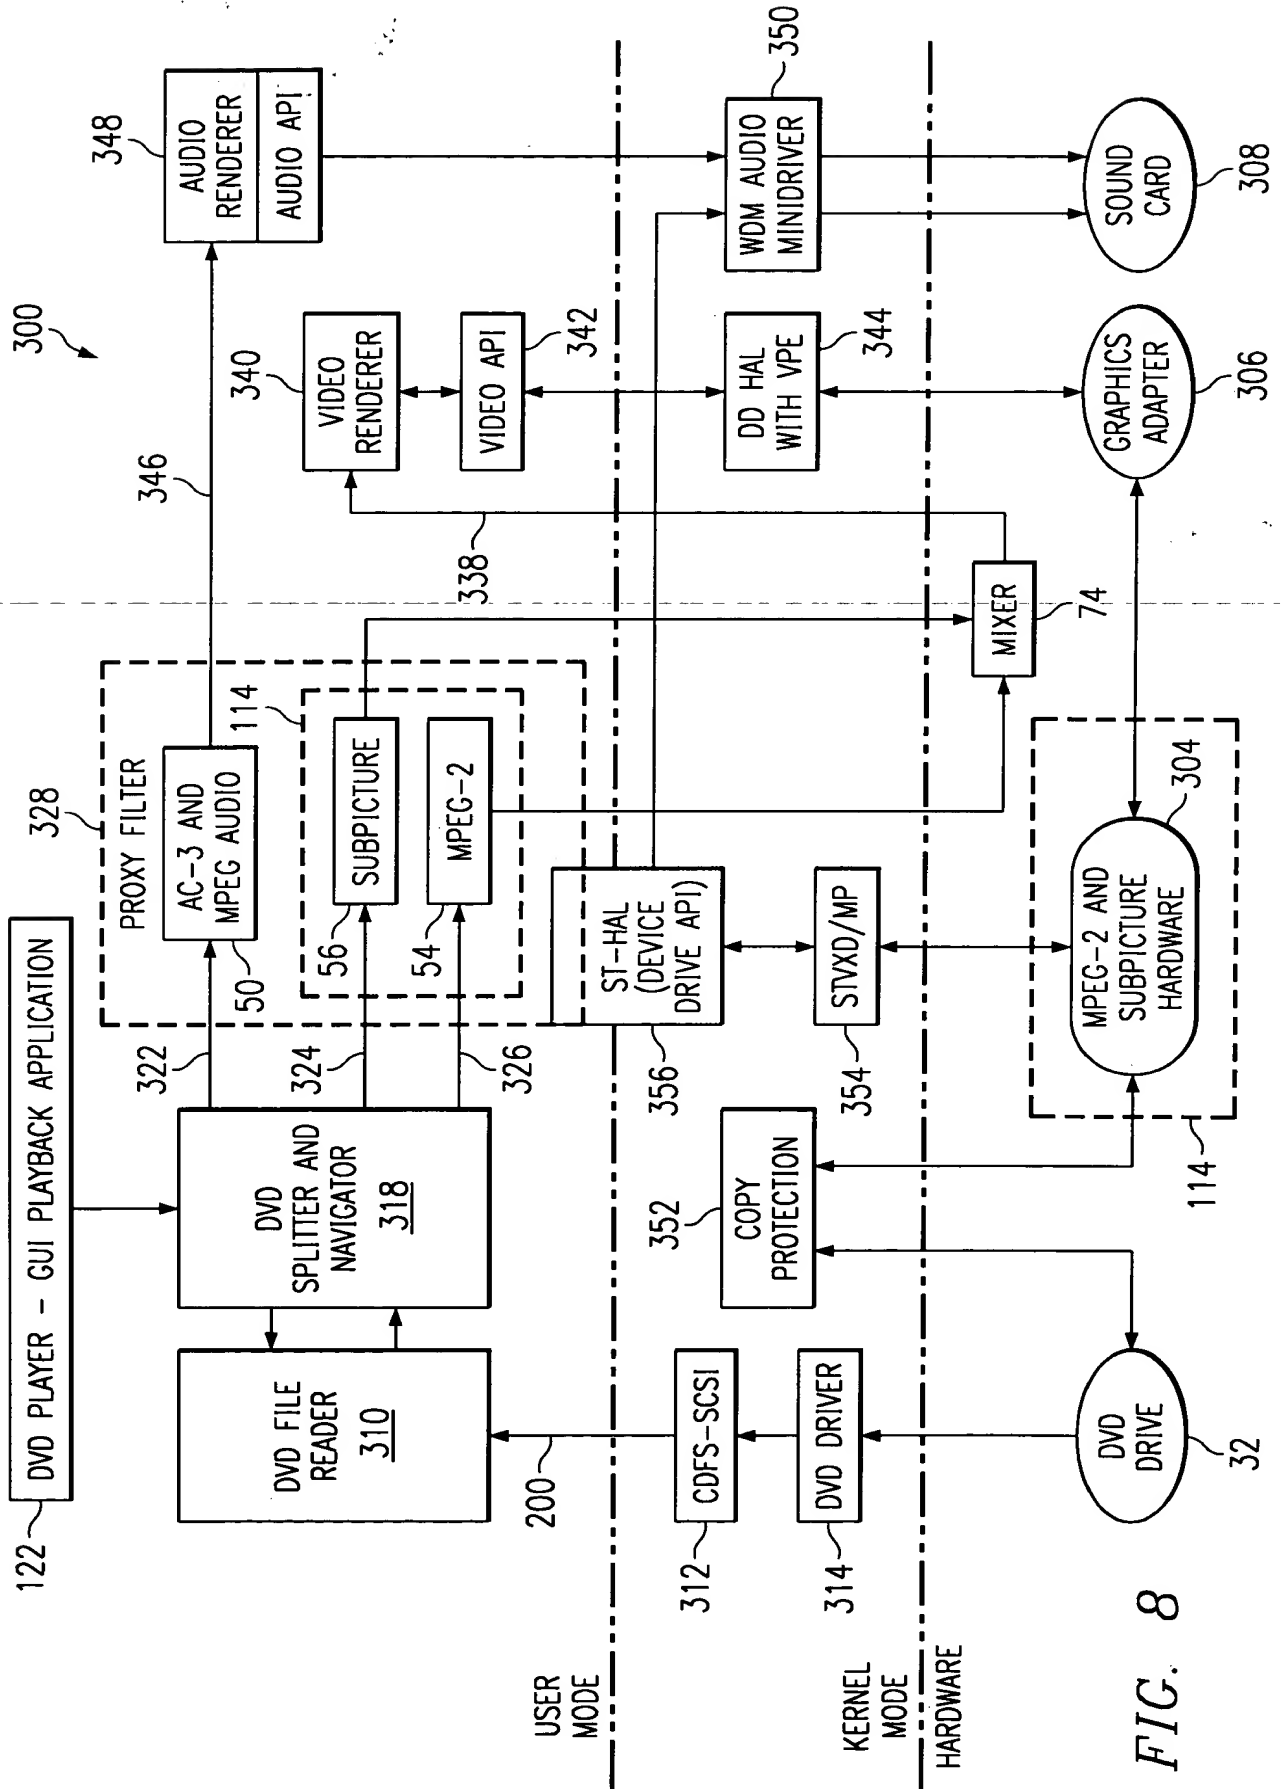 122
DVD PLAYER - GUI PLAYBACK APPLICATION
300
348
AUDIO
RENDERER
AUDIO API
346
328
PROXY FILTER
AC-3 AND
MPEG AUDIO
50
322
DVD FILE
READER
310
DVD
SPLITTER AND
NAVIGATOR
318
324
326
114
SUBPICTURE
56
MPEG-2
54
340
VIDEO
RENDERER
VIDEO API
342
338
200
USER
MODE
ST-HAL
(DEVICE
DRIVE API)
356
312
CDFS-SCSI
314
DVD DRIVER
352
COPY
PROTECTION
STVXD/MP
354
DD HAL
WITH VPE
344
WDM AUDIO
MINIDRIVER
350
KERNEL
MODE
HARDWARE
MIXER
74
DVD
DRIVE
32
MPEG-2 AND
SUBPICTURE
HARDWARE
304
114
GRAPHICS
ADAPTER
306
SOUND
CARD
308
FIG. 8